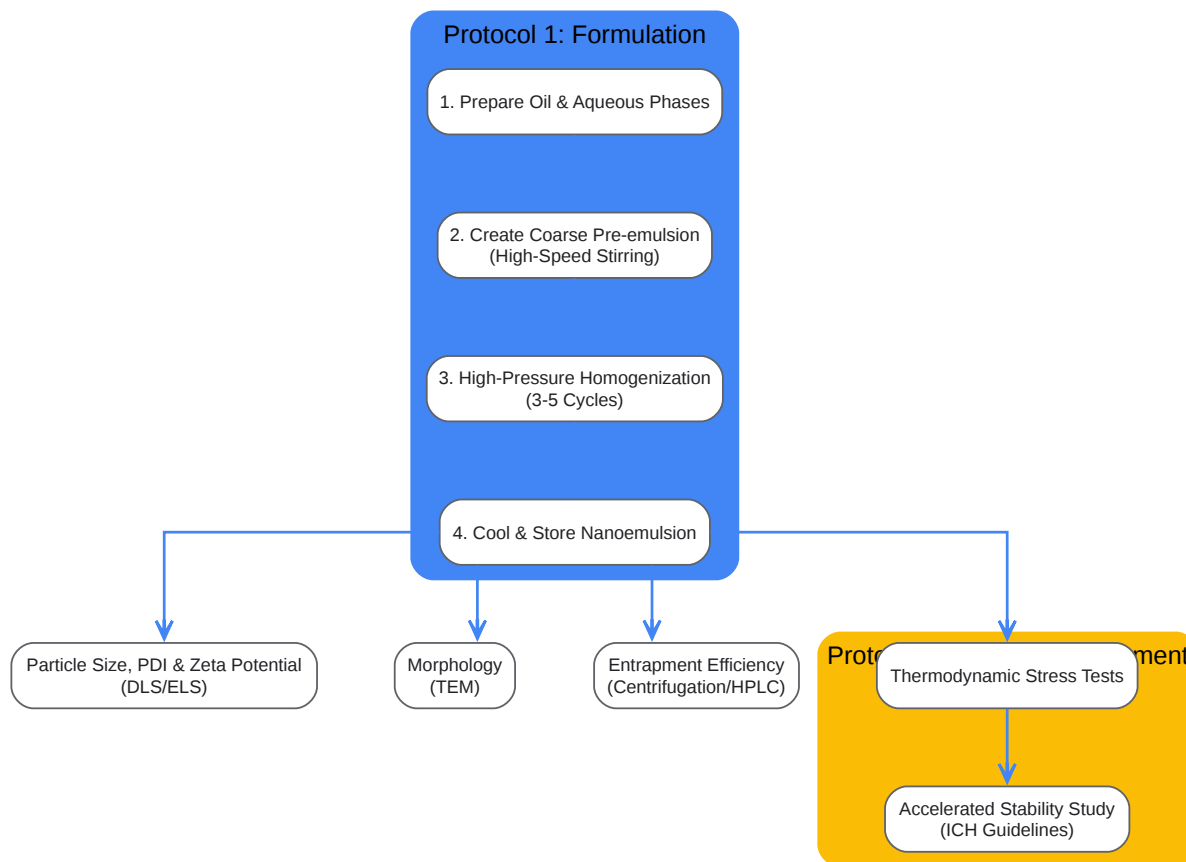 Protocol 1: Formulation
1. Prepare Oil & Aqueous Phases
2. Create Coarse Pre-emulsion
(High-Speed Stirring)
3. High-Pressure Homogenization
(3-5 Cycles)
4. Cool & Store Nanoemulsion
Particle Size, PDI & Zeta Potential
(DLS/ELS)
Morphology
(TEM)
Entrapment Efficiency
(Centrifugation/HPLC)
Thermodynamic Stress Tests
Accelerated Stability Study
(ICH Guidelines)